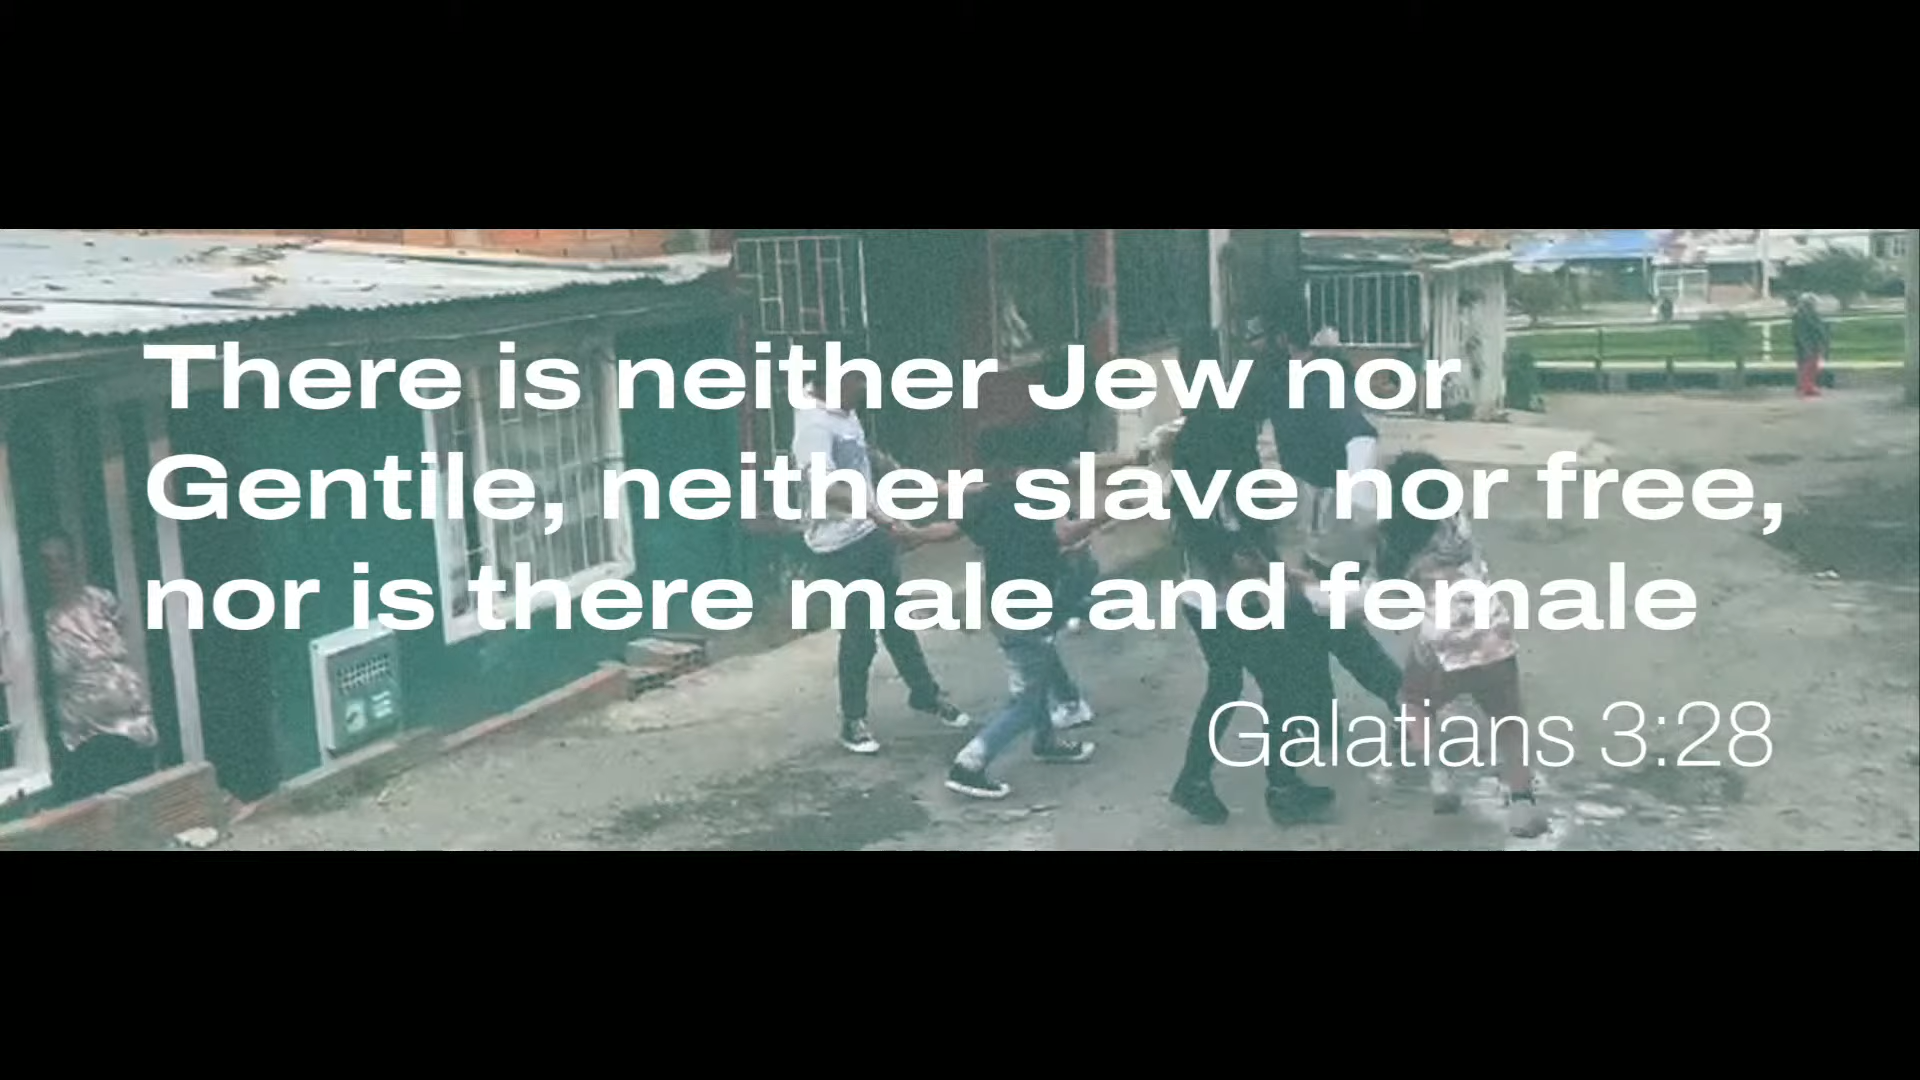 There is neither Jew nor
Gentile, neither slave nor free,
nor is there male and female
Galatians 3:28